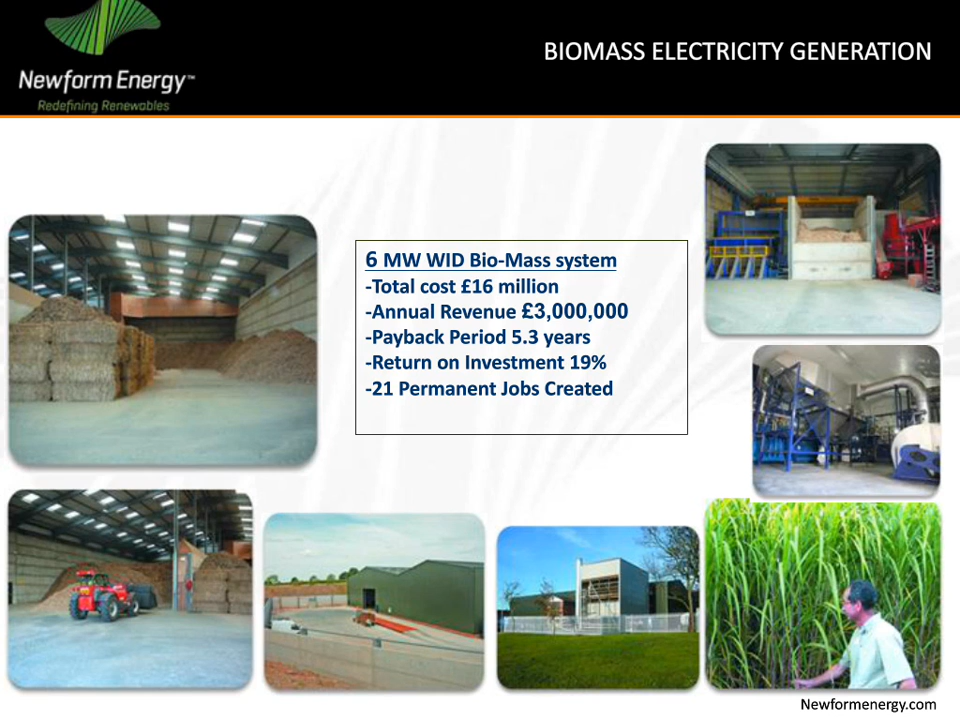 Newform Energy™
Redefining Renewables
BIOMASS ELECTRICITY GENERATION
6 MW WID Bio-Mass system
-Total cost £16 million
-Annual Revenue £3,000,000
-Payback Period 5.3 years
-Return on Investment 19%
-21 Permanent Jobs Created
Newformenergy.com